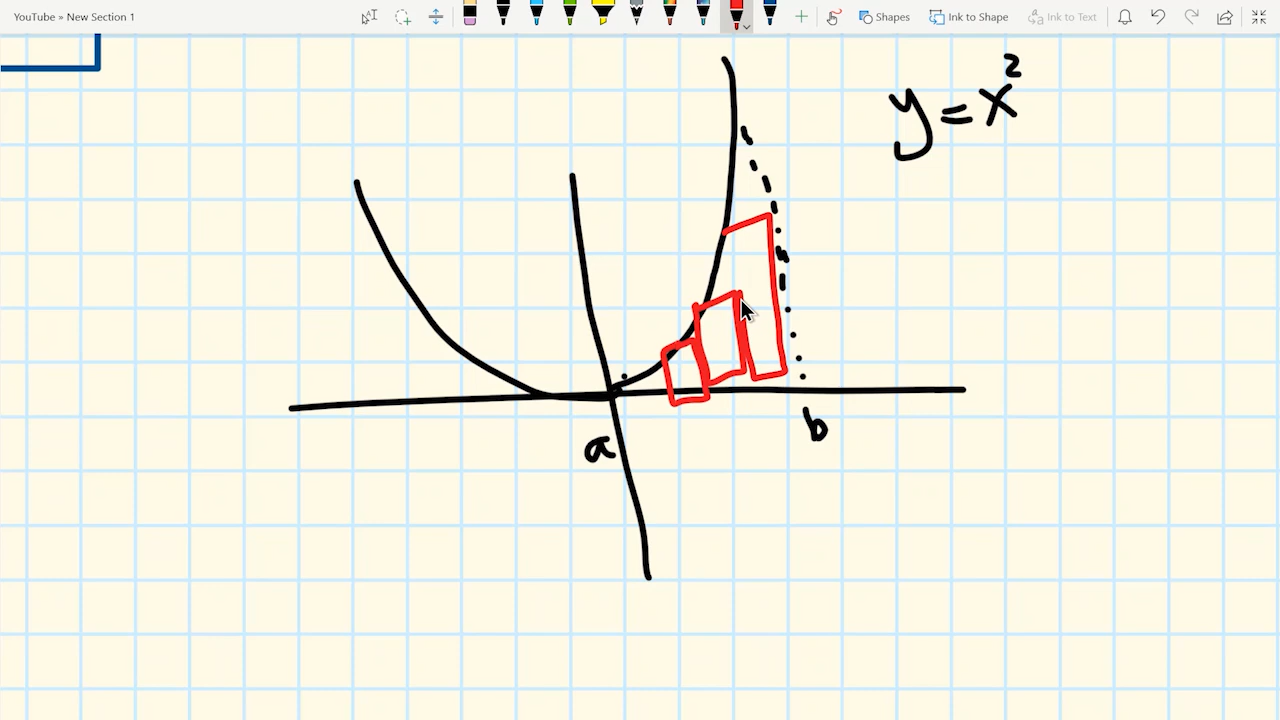 YouTube » New Section 1
Shapes
Ink to Shape
Ink to Text
y = x²
a
b